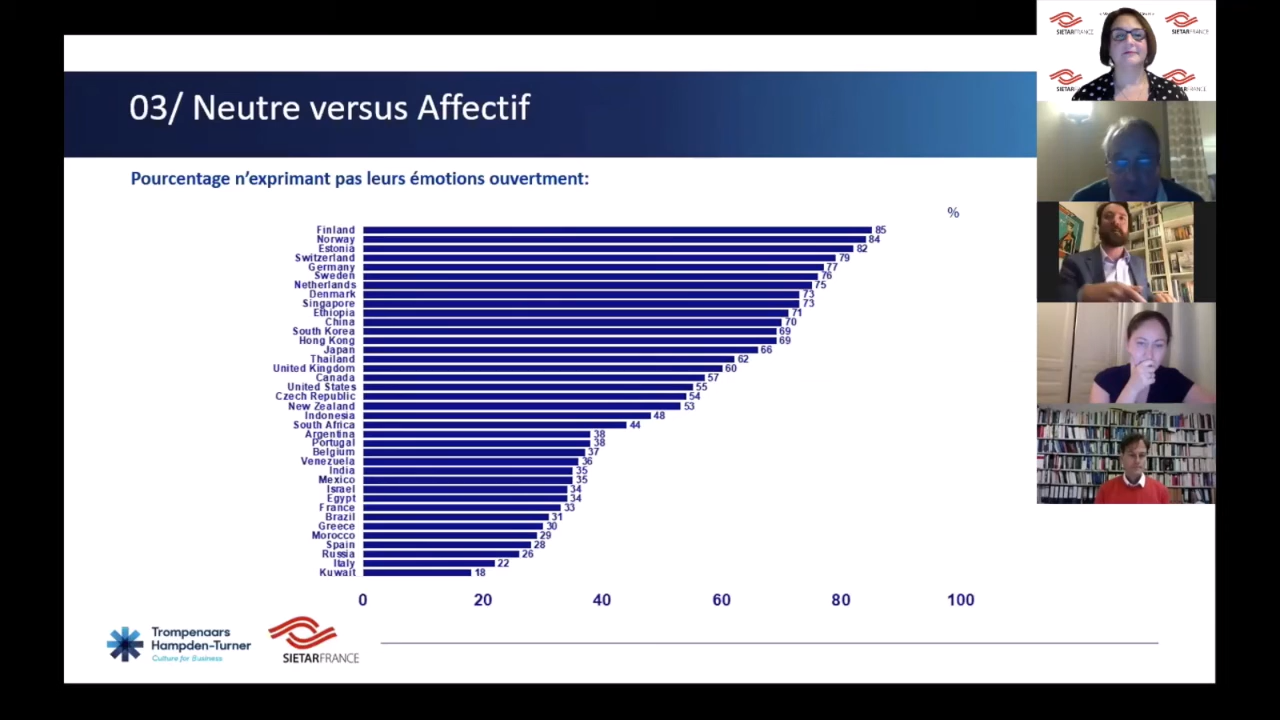 03/ Neutre versus Affectif
Pourcentage n’exprimant pas leurs émotions ouvertment:
%
Finland 85
Norway 84
Estonia 82
Switzerland 79
Germany 77
Sweden 76
Netherlands 75
Denmark 73
Singapore 73
Ethiopia 71
China 70
South Korea 69
Hong Kong 69
Japan 66
Thailand 62
United Kingdom 60
Canada 57
United States 55
Czech Republic 54
New Zealand 53
Indonesia 48
South Africa 44
Argentina 38
Portugal 38
Belgium 37
Venezuela 36
India 35
Mexico 35
Israel 34
Egypt 34
France 33
Brazil 31
Greece 30
Morocco 29
Spain 28
Russia 26
Italy 22
Kuwait 18
0 20 40 60 80 100
Trompenaars
Hampden-Turner
Culture for Business
SIETARFRANCE
SIETARFRANCE
SIETARFRANCE